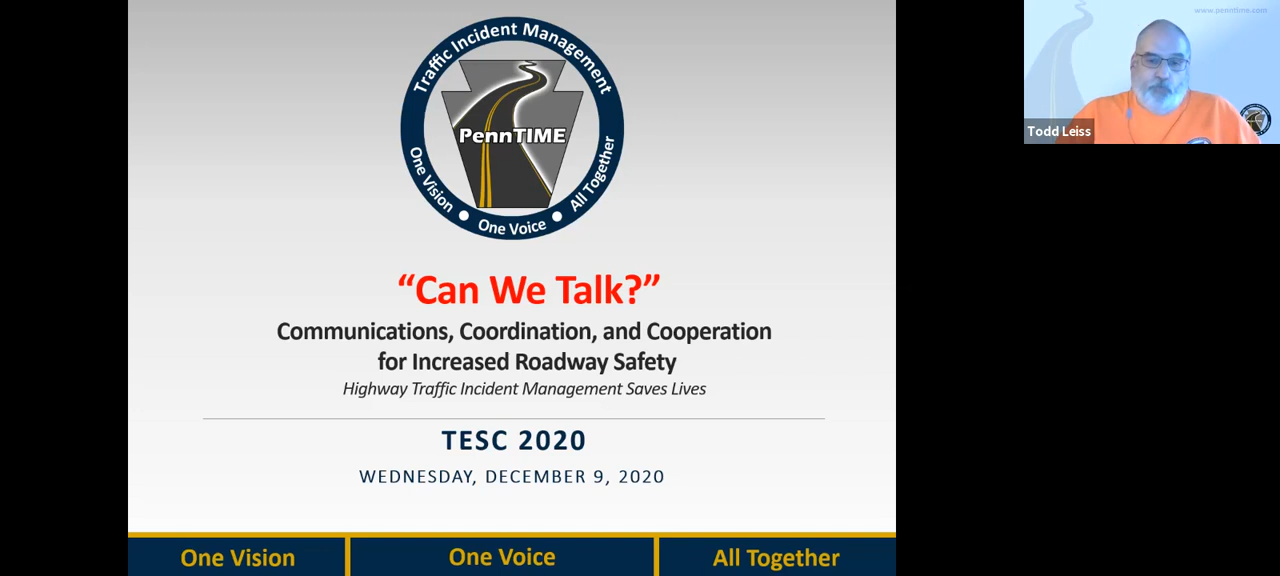 Traffic Incident Management
PennTIME
One Vision • One Voice • All Together
“Can We Talk?”
Communications, Coordination, and Cooperation
for Increased Roadway Safety
Highway Traffic Incident Management Saves Lives
TESC 2020
WEDNESDAY, DECEMBER 9, 2020
One Vision
One Voice
All Together
www.penntime.com
Todd Leiss